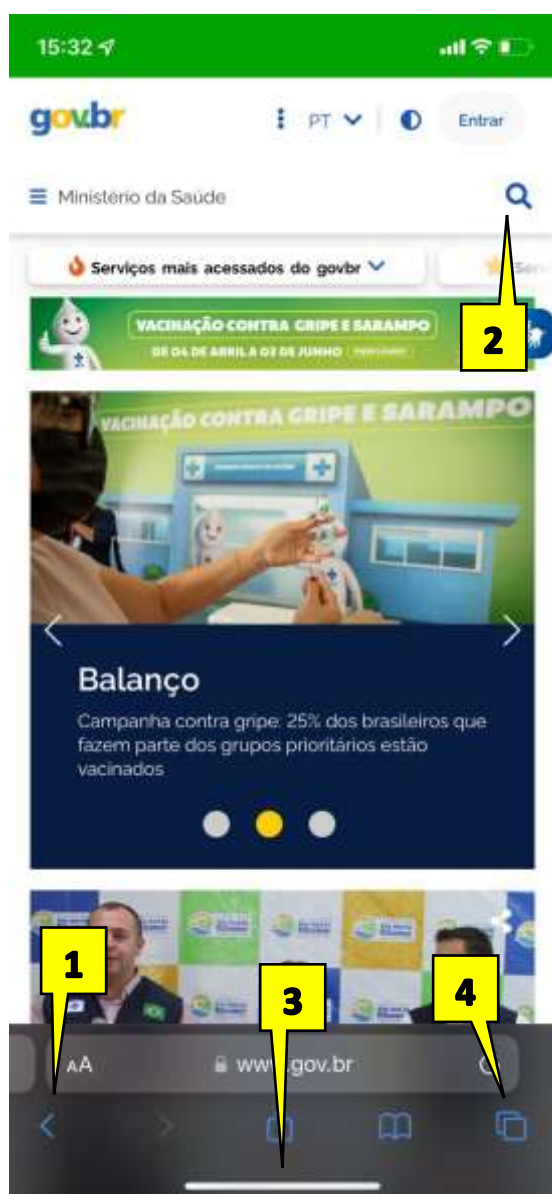 15:32
gov.br
PT
Entrar
Ministério da Saúde
Serviços mais acessados do govbr
VACINAÇÃO CONTRA GRIPE E SARAMPO
DE 04 DE ABRIL A 03 DE JUNHO
2
VACINAÇÃO CONTRA GRIPE E SARAMPO
Balanço
Campanha contra gripe: 25% dos brasileiros que
fazem parte dos grupos prioritários estão
vacinados
1
3
4
AA
www.gov.br